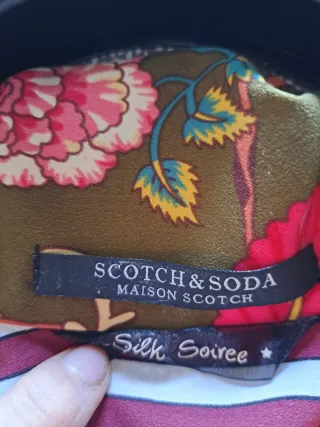 SCOTCH & SODA
MAISON SCOTCH
Silk Soiree